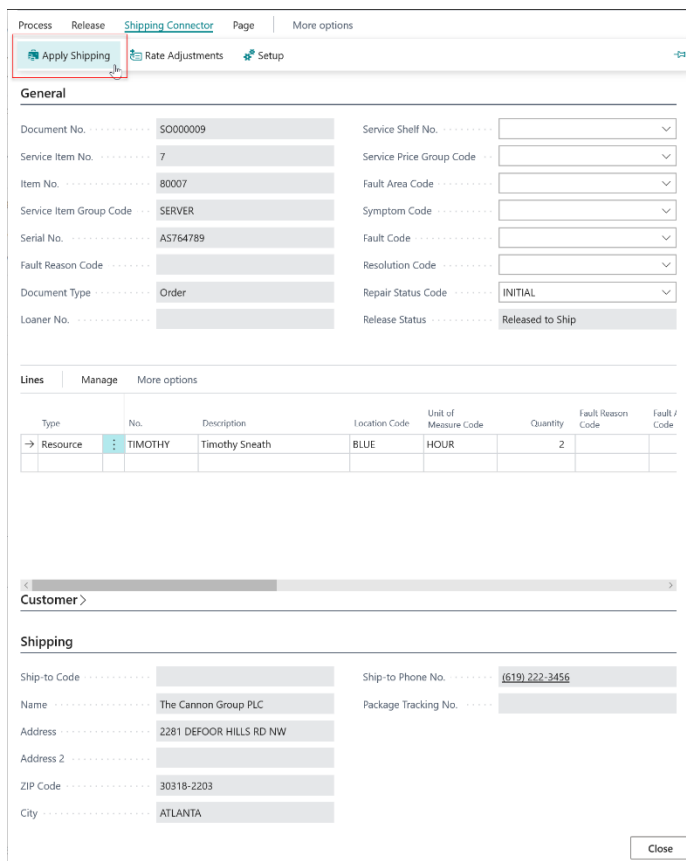 Process Release Shipping Connector Page More options
Apply Shipping Rate Adjustments Setup
General
Document No. SO000009 Service Shelf No.
Service Item No. 7 Service Price Group Code
Item No. 80007 Fault Area Code
Service Item Group Code SERVER Symptom Code
Serial No. AS764789 Fault Code
Fault Reason Code Resolution Code
Document Type Order Repair Status Code INITIAL
Loaner No. Release Status Released to Ship
Lines Manage More options
Type No. Description Location Code Unit of Measure Code Quantity Fault Reason Code Fault A Code
Resource TIMOTHY Timothy Sneath BLUE HOUR 2
Customer>
Shipping
Ship-to Code Ship-to Phone No. (619) 222-3456
Name The Cannon Group PLC Package Tracking No.
Address 2281 DEFOOR HILLS RD NW
Address 2
ZIP Code 30318-2203
City ATLANTA
Close